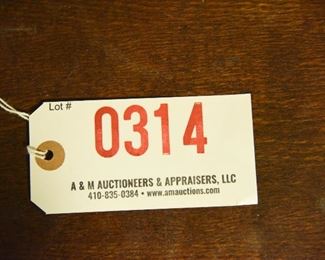 Lot #
0314
A & M AUCTIONEERS & APPRAISERS, LLC
410-835-0384 • www.amauctions.com